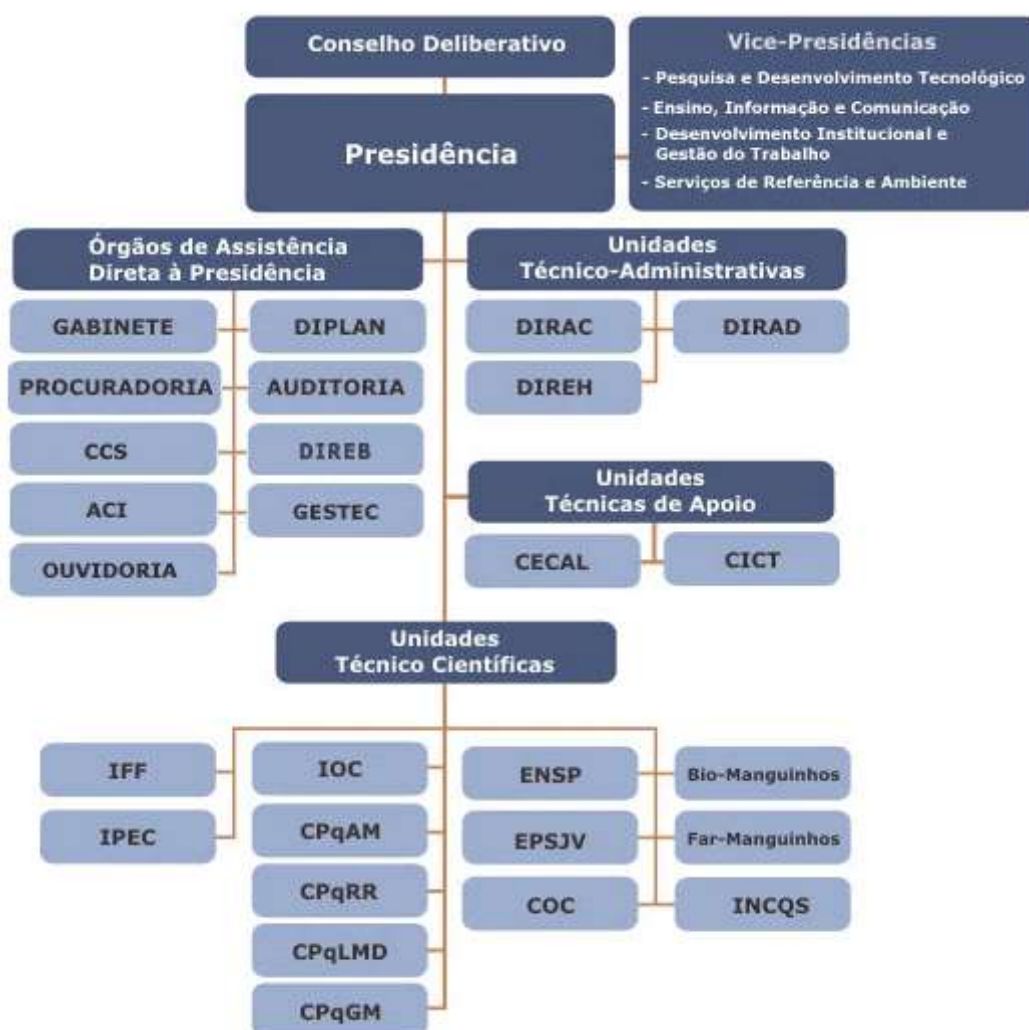 Conselho Deliberativo
Presidência
Vice-Presidências
- Pesquisa e Desenvolvimento Tecnológico
- Ensino, Informação e Comunicação
- Desenvolvimento Institucional e
Gestão do Trabalho
- Serviços de Referência e Ambiente
Órgãos de Assistência
Direta à Presidência
GABINETE
DIPLAN
PROCURADORIA
AUDITORIA
CCS
DIREB
ACI
GESTEC
OUVIDORIA
Unidades
Técnico-Administrativas
DIRAC
DIRAD
DIREH
Unidades
Técnicas de Apoio
CECAL
CICT
Unidades
Técnico Científicas
IFF
IPEC
IOC
CPqAM
CPqRR
CPqLMD
CPqGM
ENSP
Bio-Manguinhos
EPSJV
Far-Manguinhos
COC
INCQS